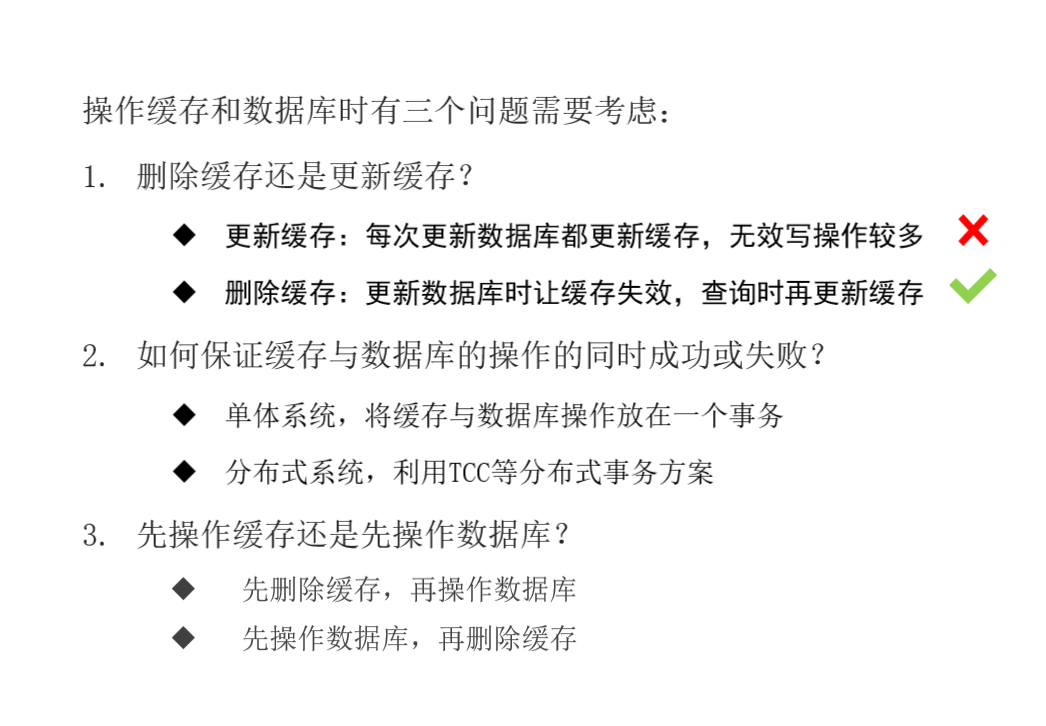 操作缓存和数据库时有三个问题需要考虑：
1. 删除缓存还是更新缓存？
◆ 更新缓存：每次更新数据库都更新缓存，无效写操作较多
◆ 删除缓存：更新数据库时让缓存失效，查询时再更新缓存
2. 如何保证缓存与数据库的操作的同时成功或失败？
◆ 单体系统，将缓存与数据库操作放在一个事务
◆ 分布式系统，利用TCC等分布式事务方案
3. 先操作缓存还是先操作数据库？
◆ 先删除缓存，再操作数据库
◆ 先操作数据库，再删除缓存